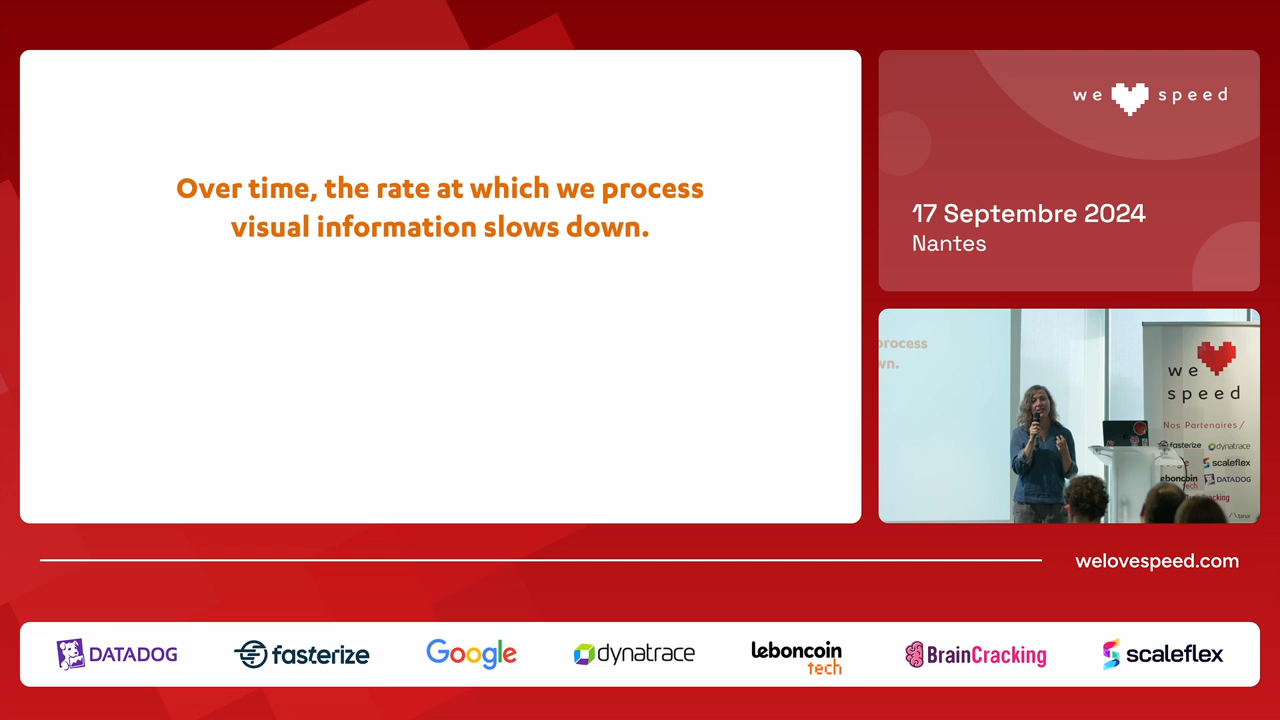 Over time, the rate at which we process
visual information slows down.
we speed
17 Septembre 2024
Nantes
process
wn.
we
speed
Nos Partenaires/
fasterize dynatrace
scaleflex
leboncoin
tech
DATADOG
BrainCracking
welovespeed.com
DATADOG
fasterize
Google
dynatrace
leboncoin
tech
BrainCracking
scaleflex